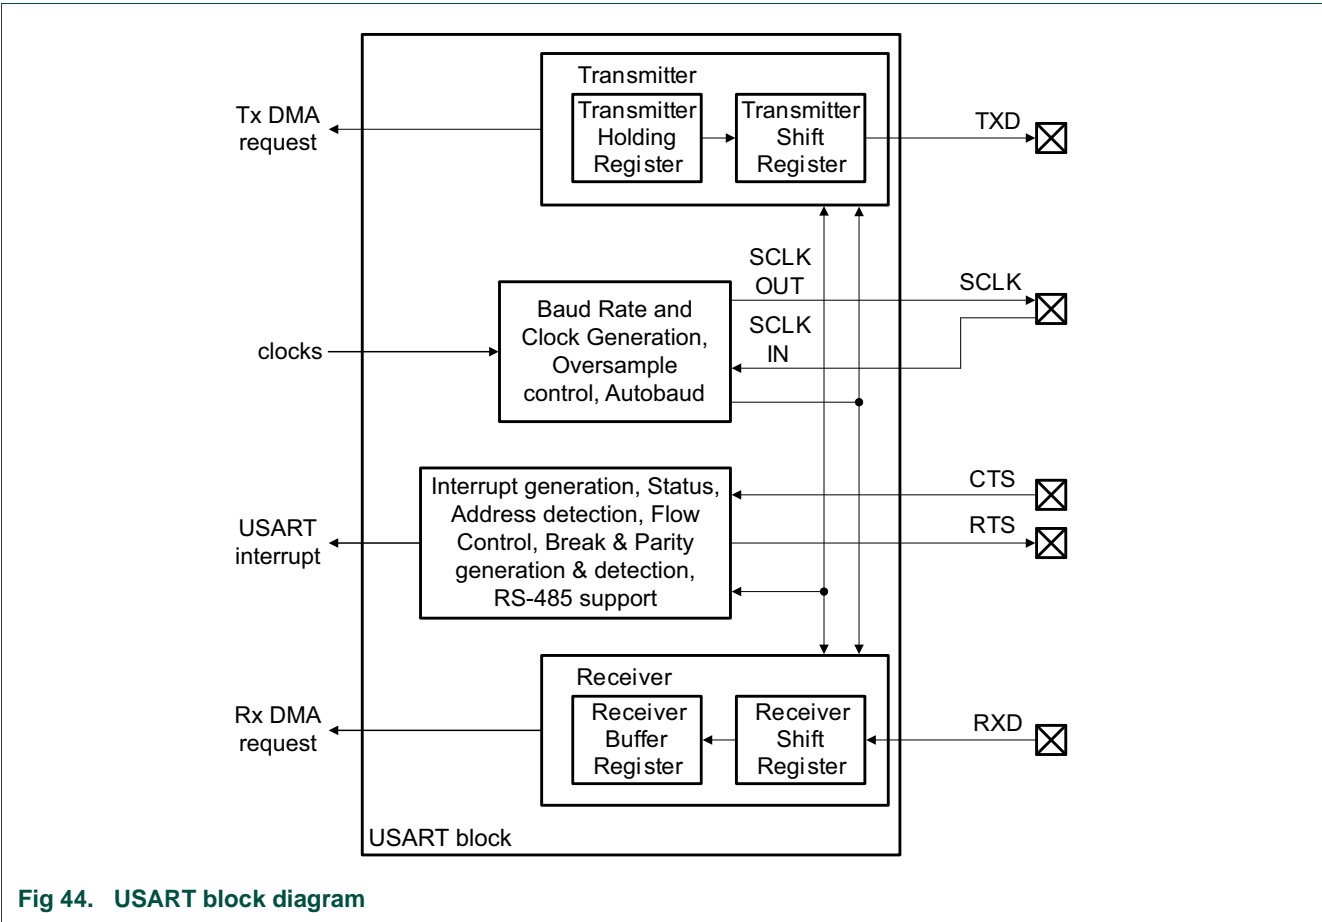 Transmitter
Transmitter
Holding
Register
Transmitter
Shift
Register
Tx DMA
request
TXD
SCLK
OUT
SCLK
Baud Rate and
Clock Generation,
Oversample
control, Autobaud
SCLK
IN
clocks
Interrupt generation, Status,
Address detection, Flow
Control, Break & Parity
generation & detection,
RS-485 support
CTS
RTS
USART
interrupt
Receiver
Receiver
Buffer
Register
Receiver
Shift
Register
Rx DMA
request
RXD
USART block
Fig 44. USART block diagram